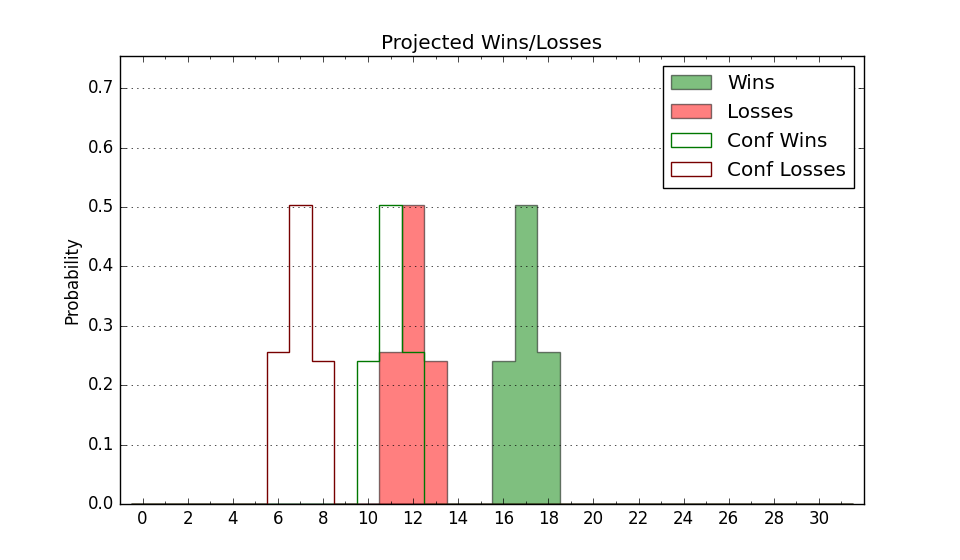 Projected Wins/Losses
Probability
0.7
0.6
0.5
0.4
0.3
0.2
0.1
0.0
Wins
Losses
Conf Wins
Conf Losses
0 2 4 6 8 10 12 14 16 18 20 22 24 26 28 30